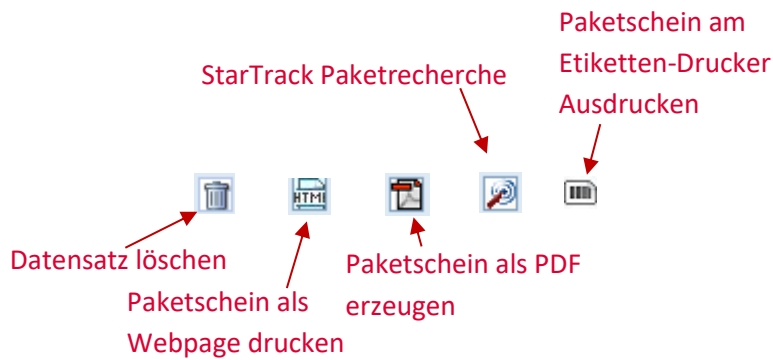 Paketschein am
Etiketten-Drucker
Ausdrucken
StarTrack Paketrecherche
HTML
Datensatz löschen
Paketschein als
Webpage drucken
Paketschein als PDF
erzeugen